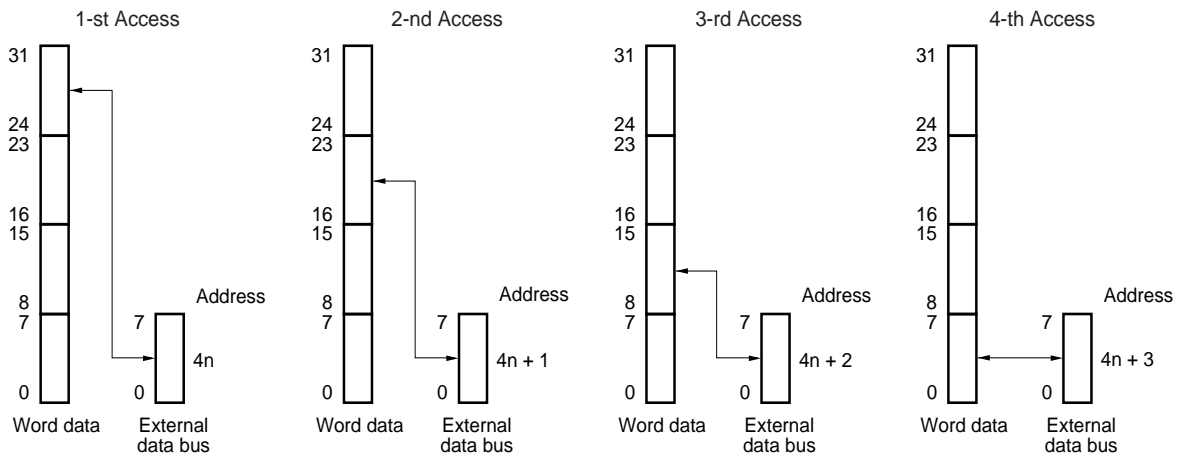 1-st Access
31
24
23
16
15
8
7
0
Address
7
4n
0
Word data
External
data bus
2-nd Access
31
24
23
16
15
8
7
0
Address
7
4n + 1
0
Word data
External
data bus
3-rd Access
31
24
23
16
15
8
7
0
Address
7
4n + 2
0
Word data
External
data bus
4-th Access
31
24
23
16
15
8
7
0
Address
7
4n + 3
0
Word data
External
data bus